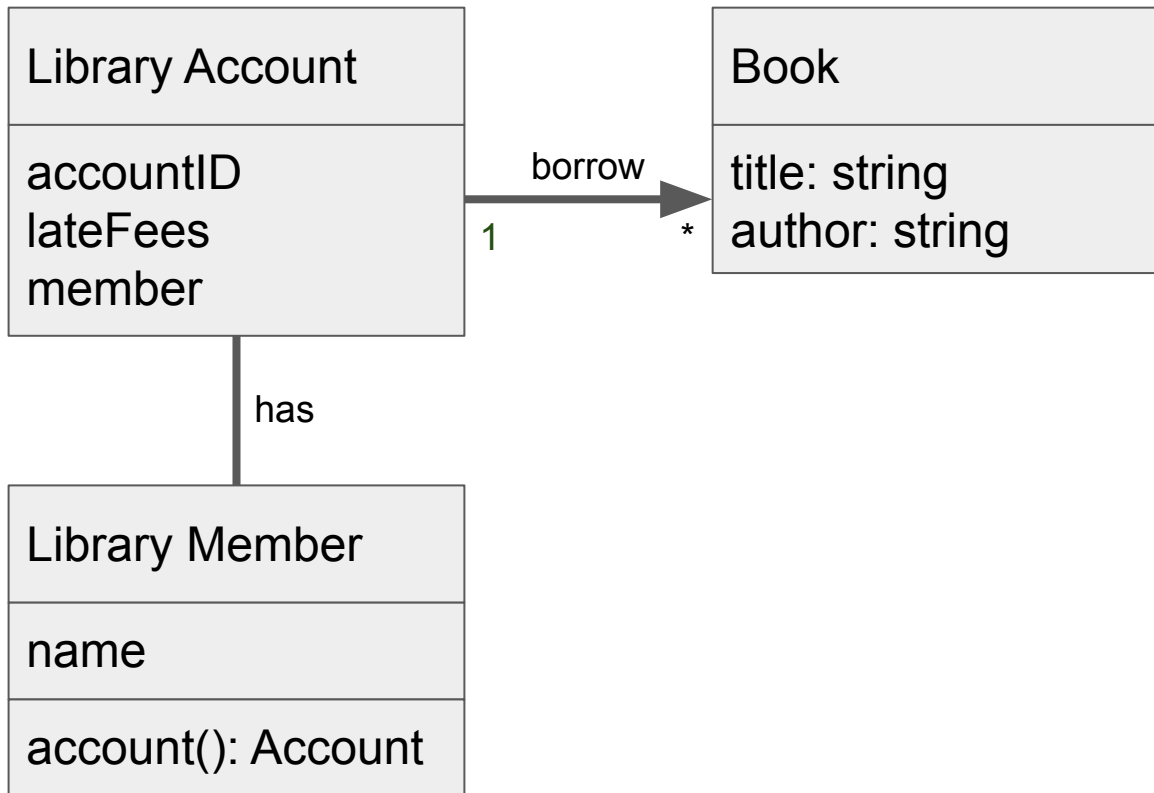 Library Account
accountID
lateFees
member
borrow
1
*
Book
title: string
author: string
has
Library Member
name
account(): Account